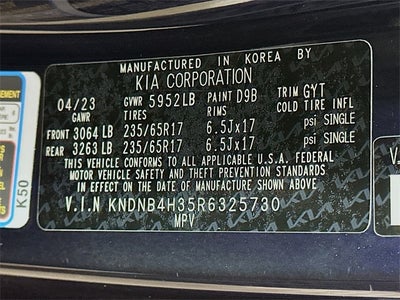 MANUFACTURED IN KOREA BY
KIA CORPORATION
04/23 GVWR 5952LB PAINT D9B TRIM GYT
GAWR TIRES RIMS COLD TIRE INFL
FRONT 3064 LB 235/65R17 6.5Jx17 psi SINGLE
REAR 3263 LB 235/65R17 6.5Jx17 psi SINGLE
THIS VEHICLE CONFORMS TO ALL APPLICABLE U.S.A. FEDERAL
MOTOR VEHICLE SAFETY AND THEFT PREVENTION STANDARDS
IN EFFECT ON THE DATE OF MANUFACTURE SHOWN ABOVE
V.I.N KNDNB4H35R6325730
MPV
K50
V.